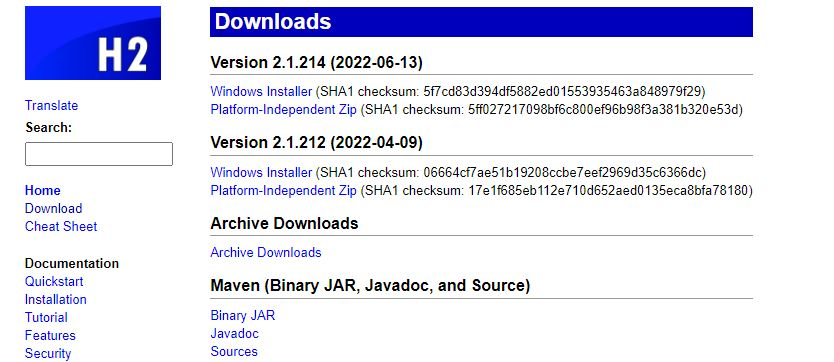 H2
Translate
Search:
Home
Download
Cheat Sheet
Documentation
Quickstart
Installation
Tutorial
Features
Security
Downloads
Version 2.1.214 (2022-06-13)
Windows Installer (SHA1 checksum: 5f7cd83d394df5882ed01553935463a848979f29)
Platform-Independent Zip (SHA1 checksum: 5ff027217098bf6c800ef96b98f3a381b320e53d)
Version 2.1.212 (2022-04-09)
Windows Installer (SHA1 checksum: 06664cf7ae51b19208ccbe7eef2969d35c6366dc)
Platform-Independent Zip (SHA1 checksum: 17e1f685eb112e710d652aed0135eca8bfa78180)
Archive Downloads
Archive Downloads
Maven (Binary JAR, Javadoc, and Source)
Binary JAR
Javadoc
Sources